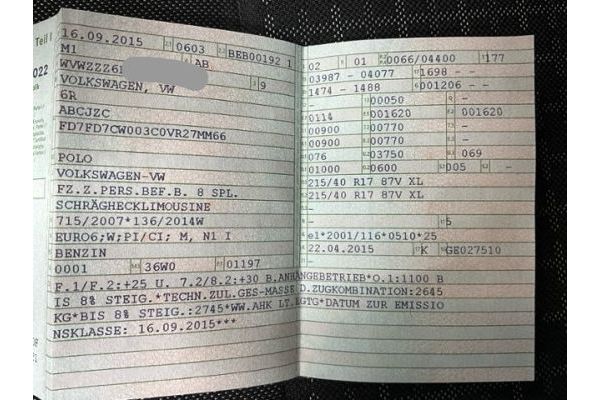 Teil I
16.09.2015 0603 BEB00192 1
M1 AB
WVWZZZ6 9
VOLKSWAGEN, VW
6R
ABCJZC
FD7FD7CW003C0VR27MM66
POLO
VOLKSWAGEN-VW
FZ.Z.PERS.BEF.B. 8 SPL.
SCHRÄGHECKLIMOUSINE
715/2007*136/2014W
EURO6;W;PI/CI; M, N1 I
BENZIN
0001 36W0 01197
02 01 0066/04400 177
03987 - 04077 1698 - -
1474 - 1488 001206 - -
- 00050 -
0114 001620 001620
00900 00770 -
00900 00770 -
076 03750 069
01000 0600 005 -
215/40 R17 87V XL
215/40 R17 87V XL
-
- 5
e1*2001/116*0510*25
22.04.2015 K GE027510
F.1/F.2:+25 U. 7.2/8.2:+30 B.ANHÄNGEBETRIEB*O.1:1100 B
IS 8% STEIG.*TECHN.ZUL.GES-MASSE D.ZUGKOMBINATION:2645
KG*BIS 8% STEIG.:2745*WW.AHK LT.EGTG*DATUM ZUR EMISSIO
NSKLASSE: 16.09.2015***